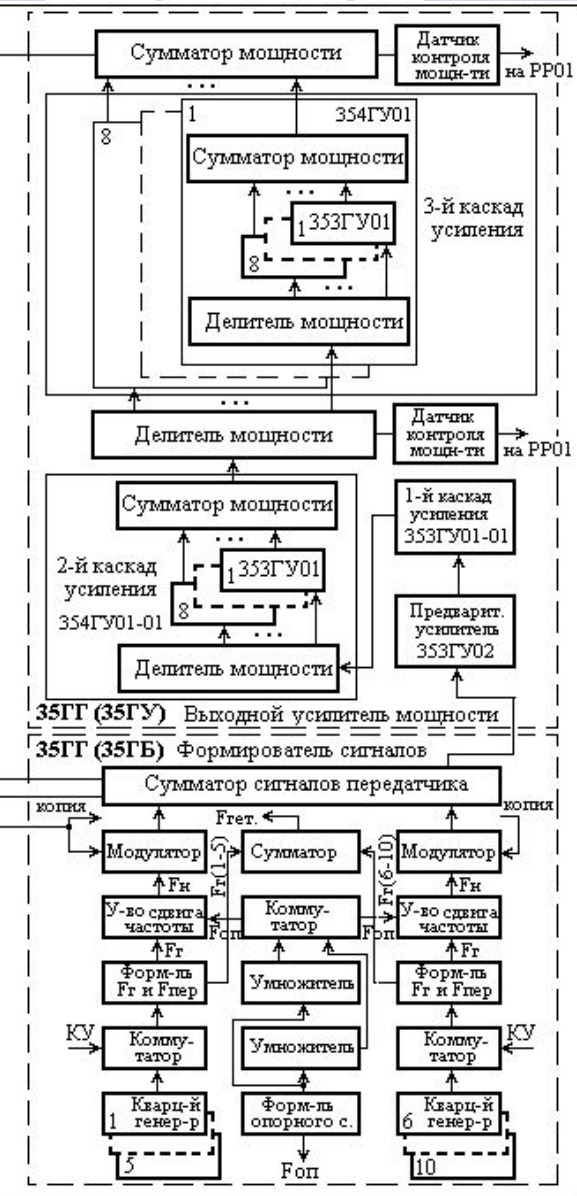 Сумматор мощности
Датчик
контроля
мощн-ти
на РР01
...
8
1
354ГУ01
Сумматор мощности
...
1 353ГУ01
8
...
Делитель мощности
3-й каскад
усиления
...
Делитель мощности
Датчик
контроля
мощн-ти
на РР01
Сумматор мощности
...
1 353ГУ01
8
...
Делитель мощности
2-й каскад
усиления
354ГУ01-01
1-й каскад
усиления
353ГУ01-01
Предварит.
усилитель
353ГУ02
35ГГ (35ГУ) Выходной усилитель мощности
35ГГ (35ГБ) Формирователь сигналов
Сумматор сигналов передатчика
копия
Fгет.
копия
Модулятор
Fг(1-5)
Сумматор
Fг(6-10)
Модулятор
Fн
Fн
У-во сдвига
частоты
Fоп
Комму-
татор
Fоп
У-во сдвига
частоты
Fг
Fг
Форм-ль
Fг и Fпер
Умножитель
Форм-ль
Fг и Fпер
КУ
Комму-
татор
Умножитель
Комму-
татор
КУ
1 Кварц-й
генер-р
5
Форм-ль
опорного с.
Fоп
6 Кварц-й
генер-р
10